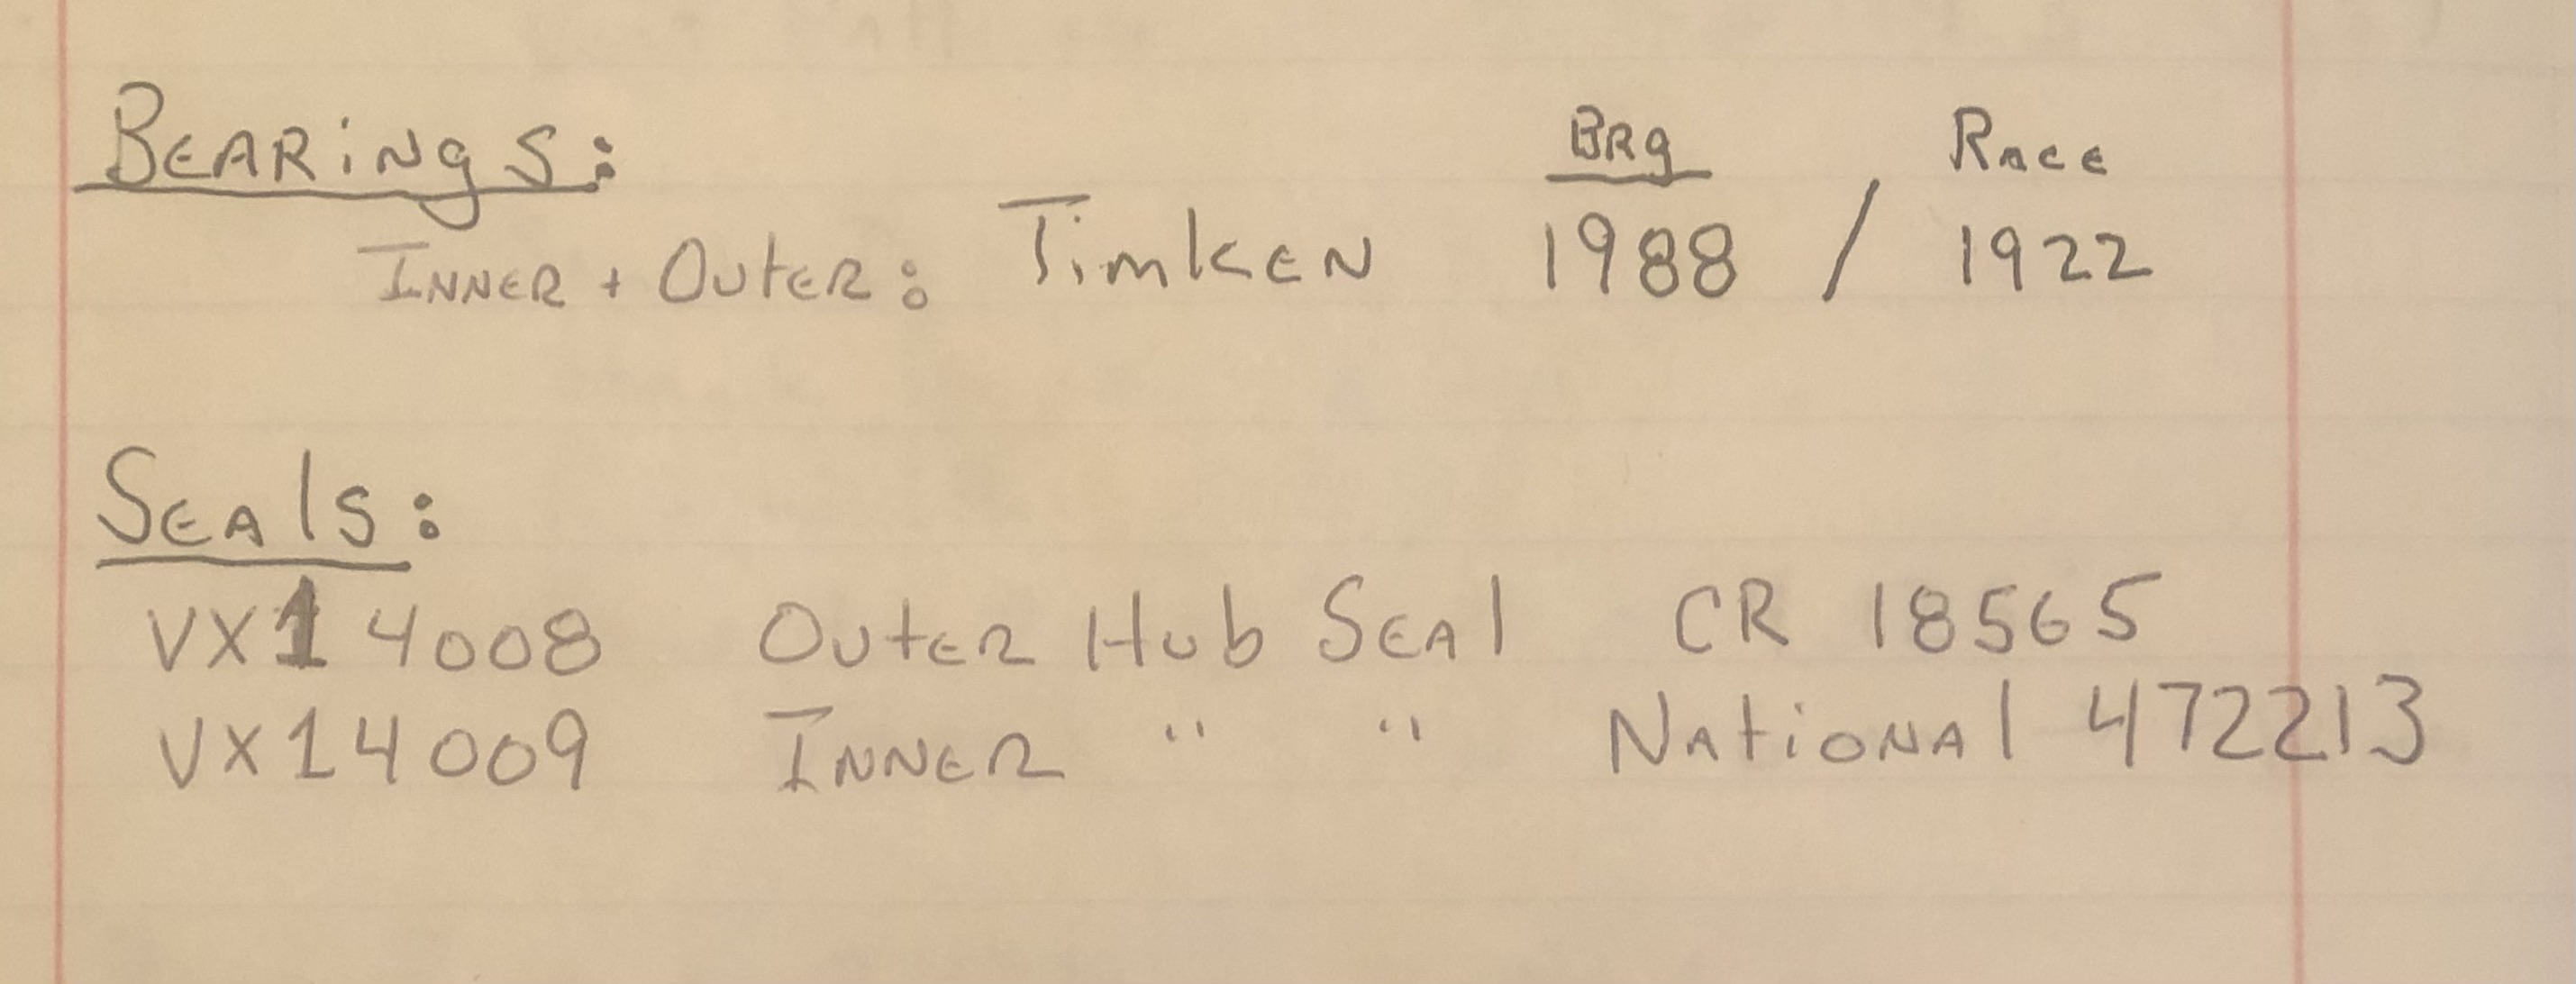 Bearings:
Brg Race
Inner + Outer: Timken 1988 / 1922
Seals:
VX14008 Outer Hub Seal CR 18565
VX14009 Inner " " National 472213